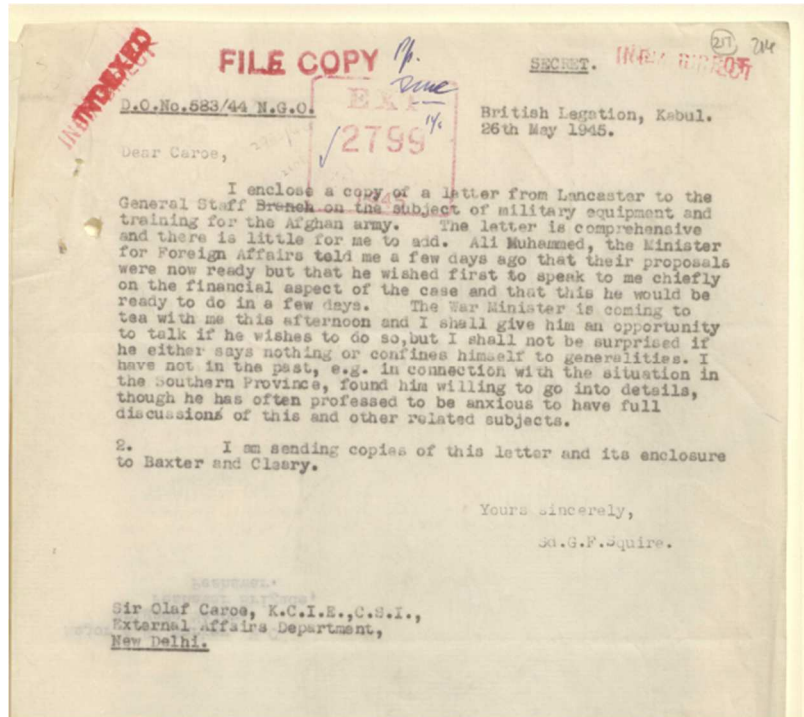 INDEXED
FILE COPY
SECRET.
INDIA DIRECT
217 214
D.O.No.583/44 N.G.O.
EXT
2799
1945
British Legation, Kabul.
26th May 1945.
Dear Caroe,
I enclose a copy of a letter from Lancaster to the
General Staff Branch on the subject of military equipment and
training for the Afghan army. The letter is comprehensive
and there is little for me to add. Ali Muhammed, the Minister
for Foreign Affairs told me a few days ago that their proposals
were now ready but that he wished first to speak to me chiefly
on the financial aspect of the case and that this he would be
ready to do in a few days. The War Minister is coming to
tea with me this afternoon and I shall give him an opportunity
to talk if he wishes to do so,but I shall not be surprised if
he either says nothing or confines himself to generalities. I
have not in the past, e.g. in connection with the situation in
the Southern Province, found him willing to go into details,
though he has often professed to be anxious to have full
discussions of this and other related subjects.
2. I am sending copies of this letter and its enclosure
to Baxter and Cleary.
Yours sincerely,
Sd.G.F.Squire.
Sir Olaf Caroe, K.C.I.E.,C.S.I.,
External Affairs Department,
New Delhi.